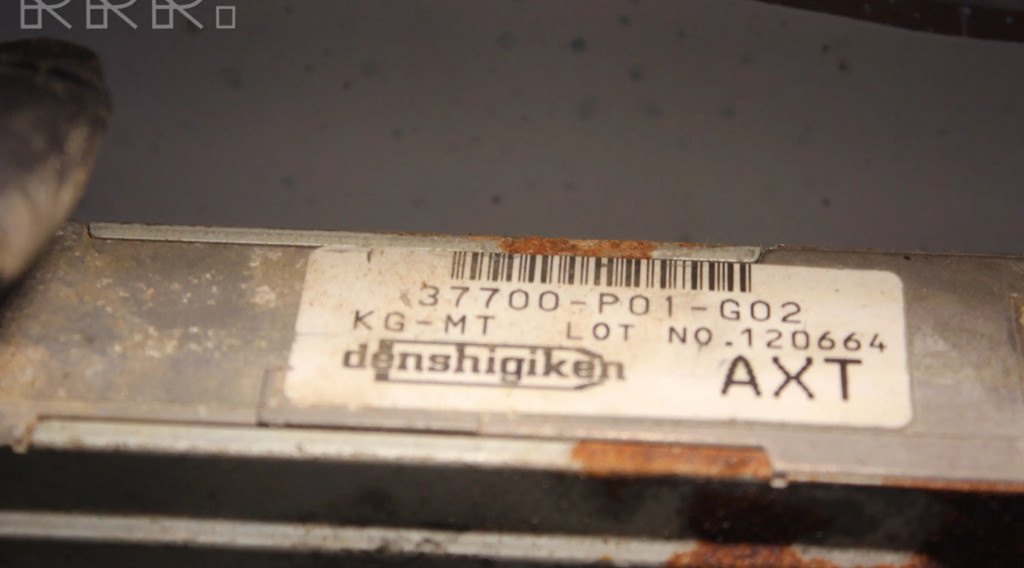 RRR.
37700-P01-G02
KG-MT LOT NO.120664
denshigiken
AXT